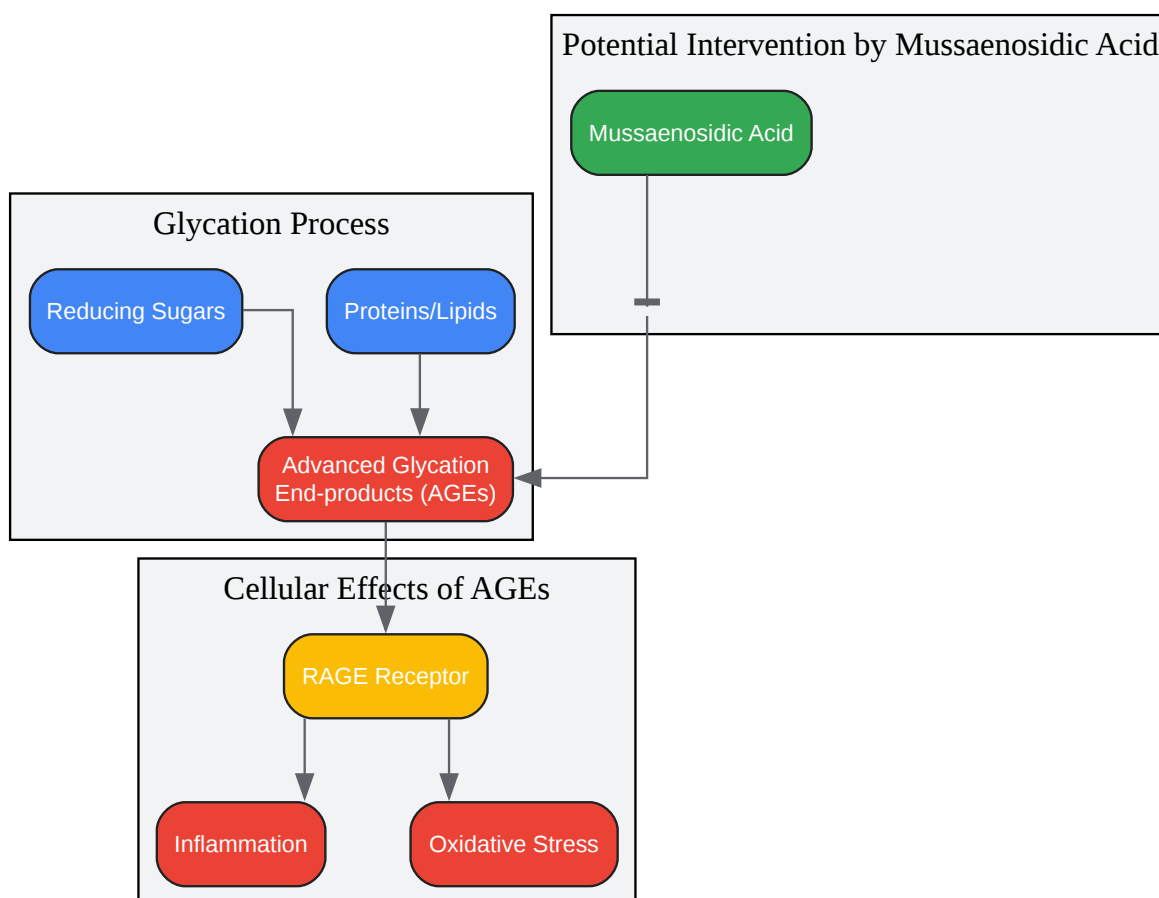 Potential Intervention by Mussaenosidic Acid
Mussaenosidic Acid
Glycation Process
Reducing Sugars
Proteins/Lipids
Advanced Glycation
End-products (AGEs)
Cellular Effects of AGEs
RAGE Receptor
Inflammation
Oxidative Stress